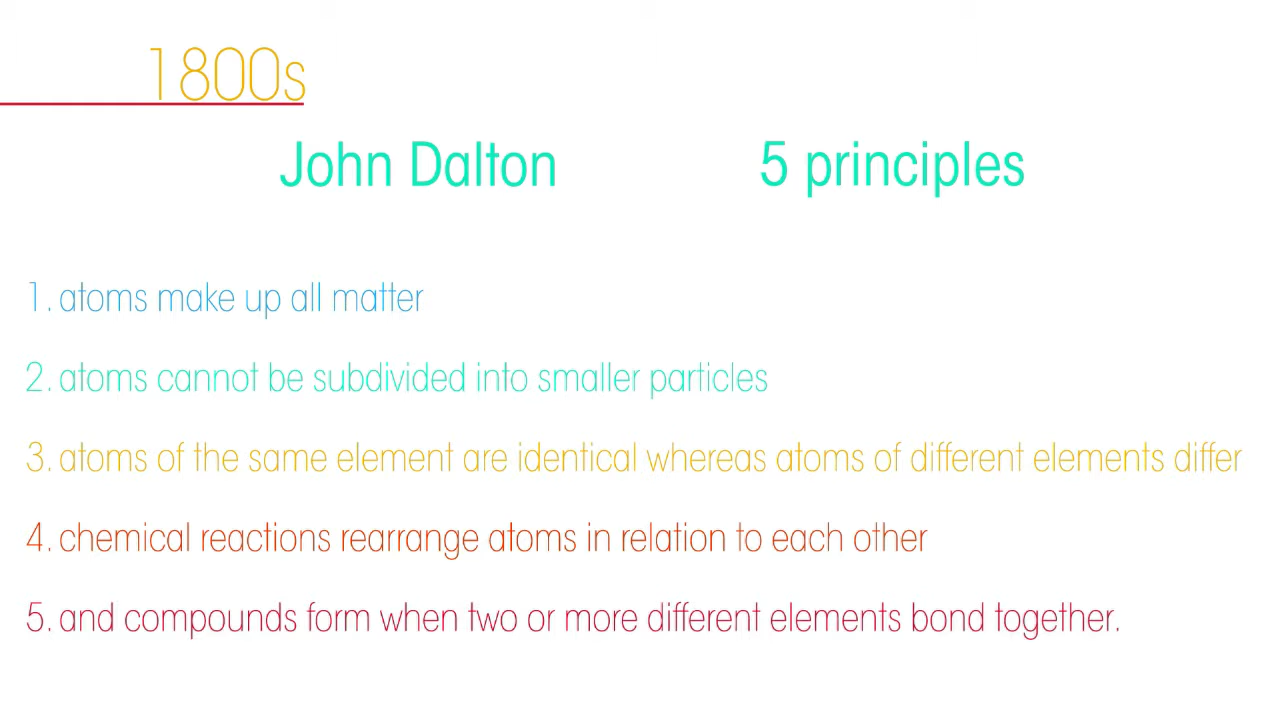 1800s
John Dalton 5 principles
1. atoms make up all matter
2. atoms cannot be subdivided into smaller particles
3. atoms of the same element are identical whereas atoms of different elements differ
4. chemical reactions rearrange atoms in relation to each other
5. and compounds form when two or more different elements bond together.